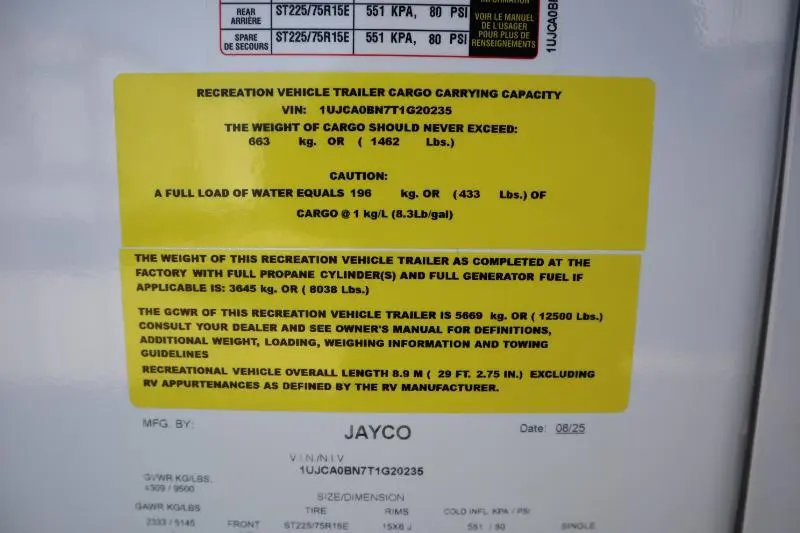 INFORMATION
REAR ARRIÈRE ST225/75R15E 551 KPA, 80 PSI
VOIR LE MANUEL
DE L'USAGER
POUR PLUS DE
RENSEIGNEMENTS
SPARE DE SECOURS ST225/75R15E 551 KPA, 80 PSI
RECREATION VEHICLE TRAILER CARGO CARRYING CAPACITY
VIN: 1UJCA0BN7T1G20235
THE WEIGHT OF CARGO SHOULD NEVER EXCEED:
663 kg. OR ( 1462 Lbs.)
CAUTION:
A FULL LOAD OF WATER EQUALS 196 kg. OR (433 Lbs.) OF
CARGO @ 1 kg/L (8.3Lb/gal)
THE WEIGHT OF THIS RECREATION VEHICLE TRAILER AS COMPLETED AT THE
FACTORY WITH FULL PROPANE CYLINDER(S) AND FULL GENERATOR FUEL IF
APPLICABLE IS: 3645 kg. OR ( 8038 Lbs.)
THE GCWR OF THIS RECREATION VEHICLE TRAILER IS 5669 kg. OR ( 12500 Lbs.)
CONSULT YOUR DEALER AND SEE OWNER'S MANUAL FOR DEFINITIONS,
ADDITIONAL WEIGHT, LOADING, WEIGHING INFORMATION AND TOWING
GUIDELINES
RECREATIONAL VEHICLE OVERALL LENGTH 8.9 M ( 29 FT. 2.75 IN.) EXCLUDING
RV APPURTENANCES AS DEFINED BY THE RV MANUFACTURER.
MFG. BY: JAYCO Date: 08/25
V I N./N I V
1UJCA0BN7T1G20235
GVWR KG/LBS.
4309 / 9500
SIZE/DIMENSION
GAWR KG/LBS TIRE RIMS COLD INFL. KPA / PSI
2333 / 5145 FRONT ST225/75R15E 15X6 J 551 / 80 SINGLE